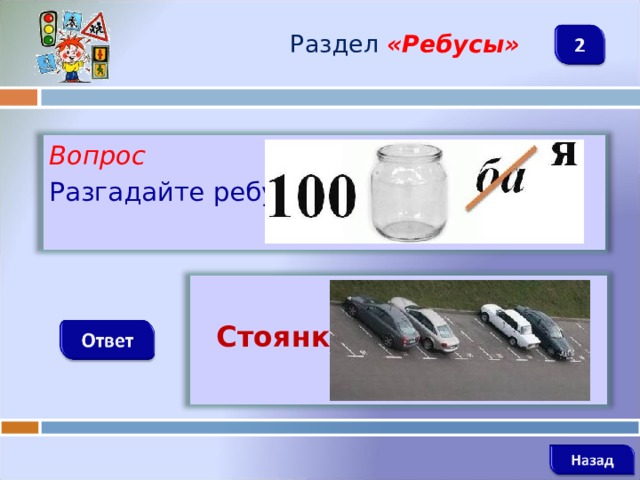 Раздел «Ребусы»
2
Вопрос
Разгадайте ребу
100 ба я
Стоянк
Ответ
Назад